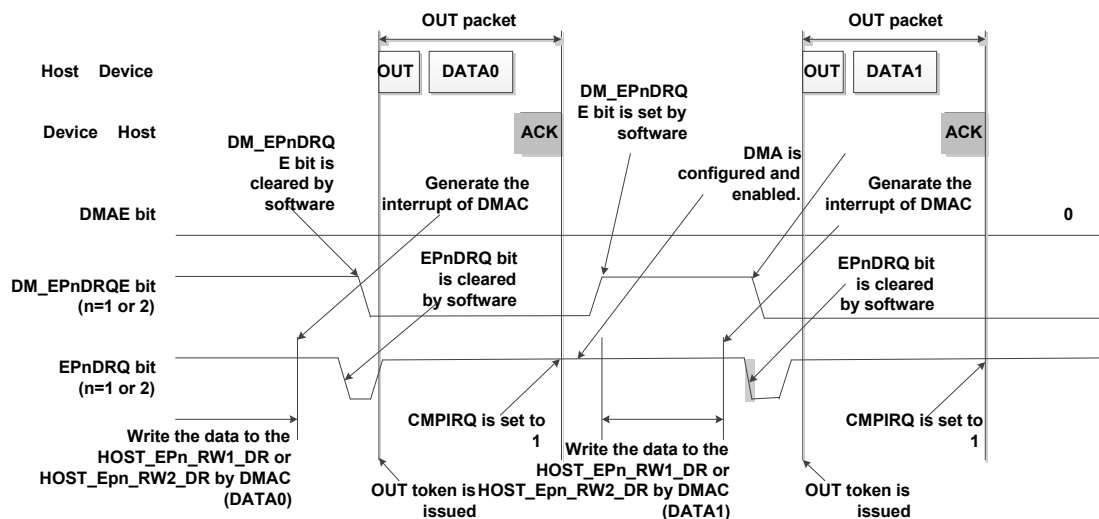 OUT packet
OUT packet
Host Device
OUT
DATA0
OUT
DATA1
Device Host
ACK
ACK
DM_EPnDRQ
E bit is set by
software
DM_EPnDRQ
E bit is
cleared by
software
Generate the
interrupt of DMAC
DMA is
configured and
enabled.
Genarate the
interrupt of DMAC
DMAE bit
0
EPnDRQ bit
is cleared
by software
EPnDRQ bit
is cleared
by software
DM_EPnDRQE bit
(n=1 or 2)
EPnDRQ bit
(n=1 or 2)
CMPIRQ is set to
1
CMPIRQ is set to
1
Write the data to the
HOST_EPn_RW1_DR or
HOST_Epn_RW2_DR by DMAC
(DATA0)
Write the data to the
HOST_EPn_RW1_DR or
HOST_Epn_RW2_DR by DMAC
(DATA1)
OUT token is
issued
OUT token is
issued